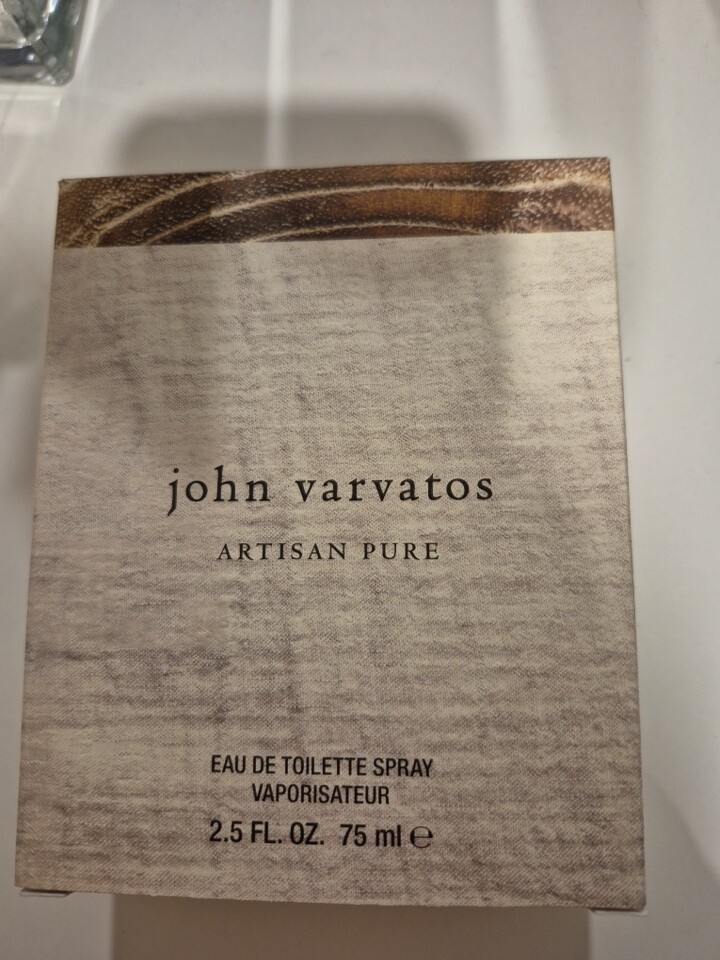 john varvatos
ARTISAN PURE
EAU DE TOILETTE SPRAY
VAPORISATEUR
2.5 FL. OZ. 75 ml ℮